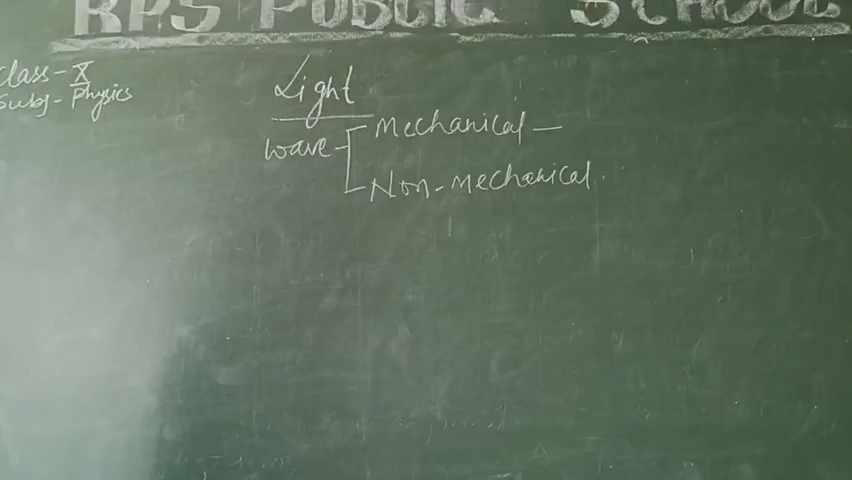 RPS PUBLIC SCHOOL
Class - X
Subj - Physics
Light
wave - Mechanical —
Non-mechanical.